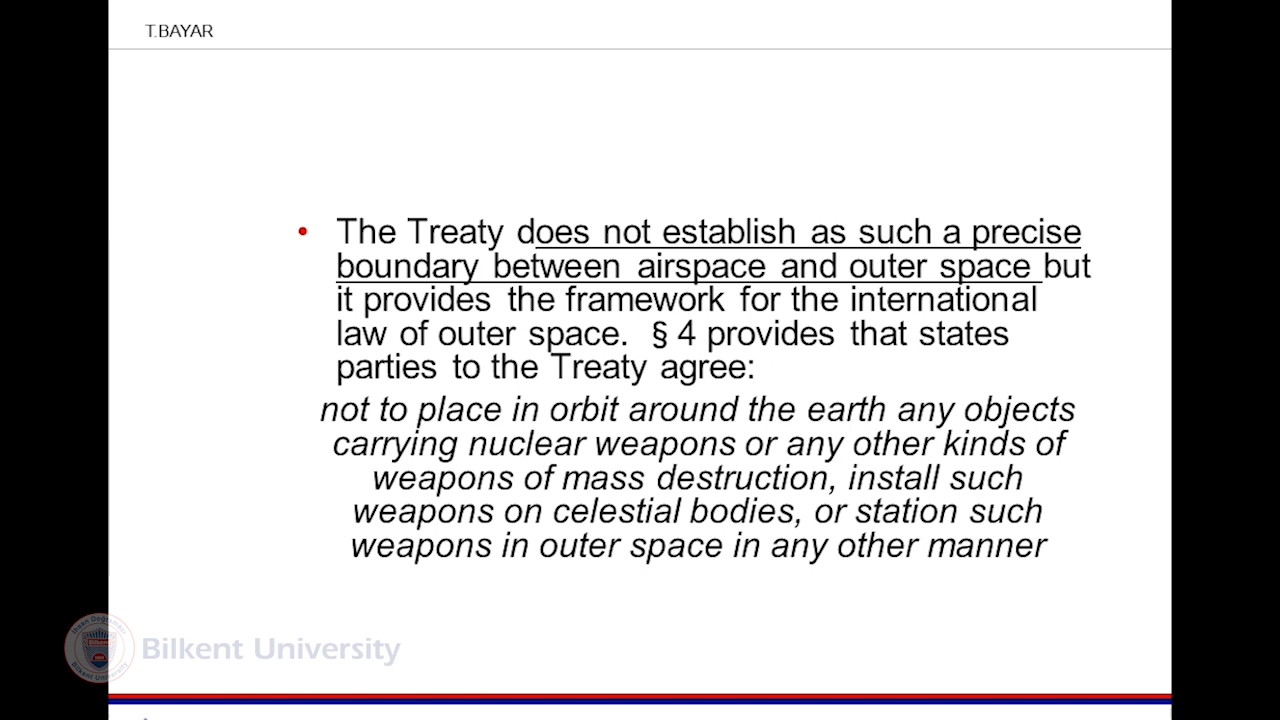 T.BAYAR
• The Treaty does not establish as such a precise
boundary between airspace and outer space but
it provides the framework for the international
law of outer space. § 4 provides that states
parties to the Treaty agree:
not to place in orbit around the earth any objects
carrying nuclear weapons or any other kinds of
weapons of mass destruction, install such
weapons on celestial bodies, or station such
weapons in outer space in any other manner
Bilkent University